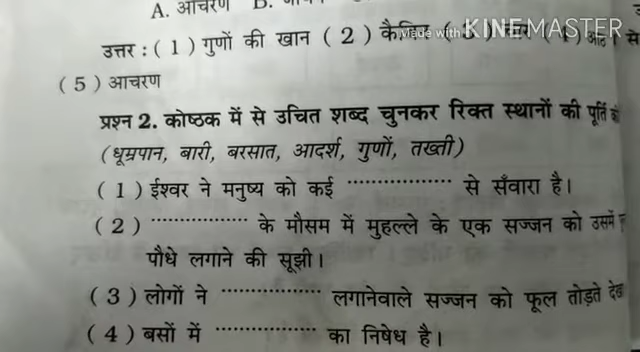 A. आचरण B.
Made with KINEMASTER
उत्तर : ( 1 ) गुणों की खान ( 2 ) ( 3 ) ( 4 ) से
( 5 ) आचरण
प्रश्न 2. कोष्ठक में से उचित शब्द चुनकर रिक्त स्थानों की पूर्ति
(धूम्रपान, बारी, बरसात, आदर्श, गुणों, तख्ती)
( 1 ) ईश्वर ने मनुष्य को कई .................. से सँवारा है।
( 2 ) .................. के मौसम में मुहल्ले के एक सज्जन को उसमें
पौधे लगाने की सूझी।
( 3 ) लोगों ने .................. लगानेवाले सज्जन को फूल तोड़ते देख
( 4 ) बसों में .................. का निषेध है।